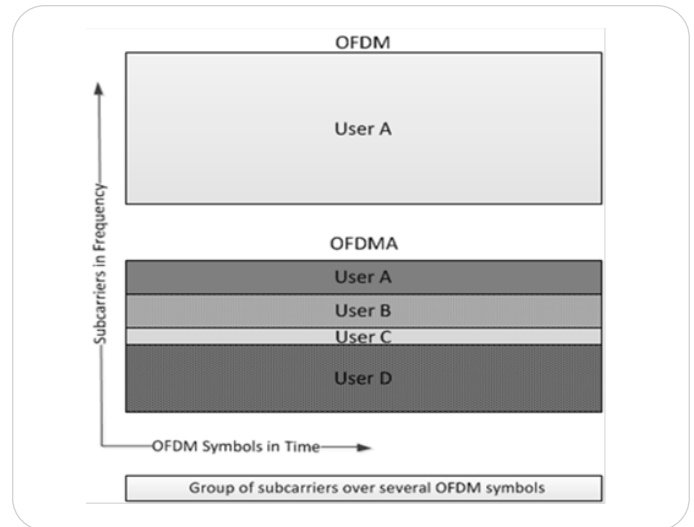 OFDM
User A
Subcarriers in Frequency
OFDMA
User A
User B
User C
User D
OFDM Symbols in Time
Group of subcarriers over several OFDM symbols